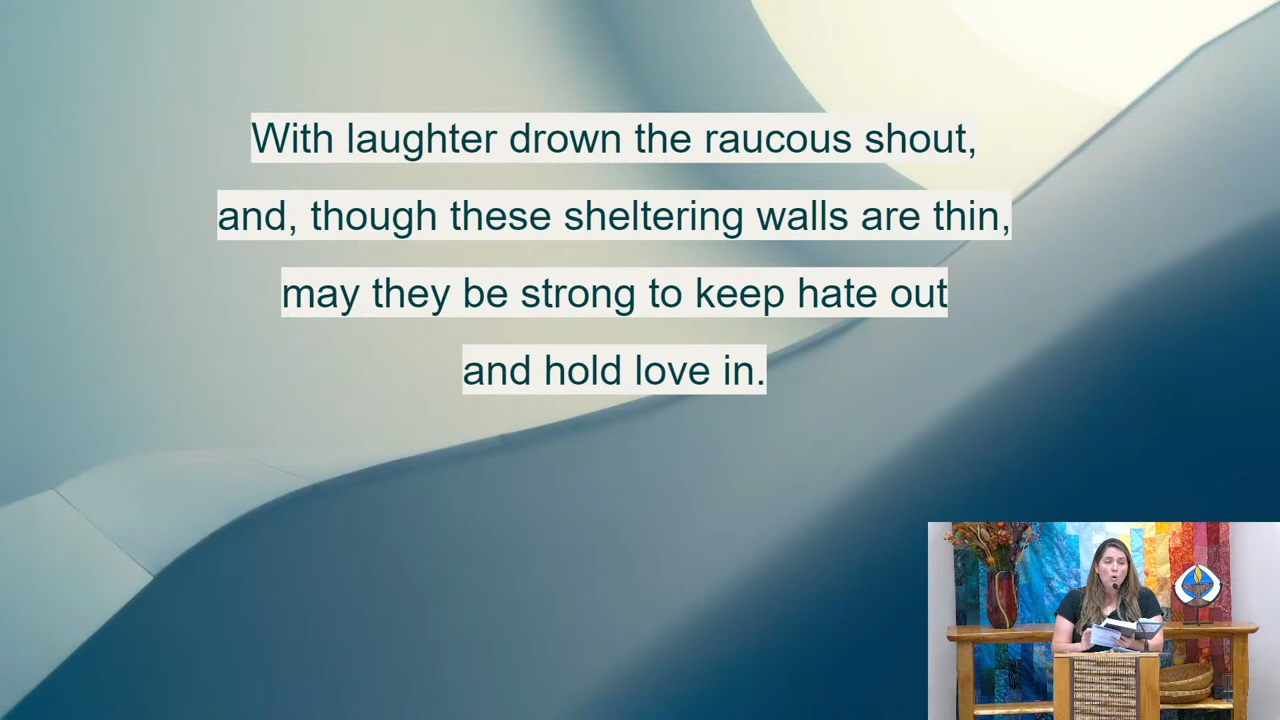 With laughter drown the raucous shout,
and, though these sheltering walls are thin,
may they be strong to keep hate out
and hold love in.